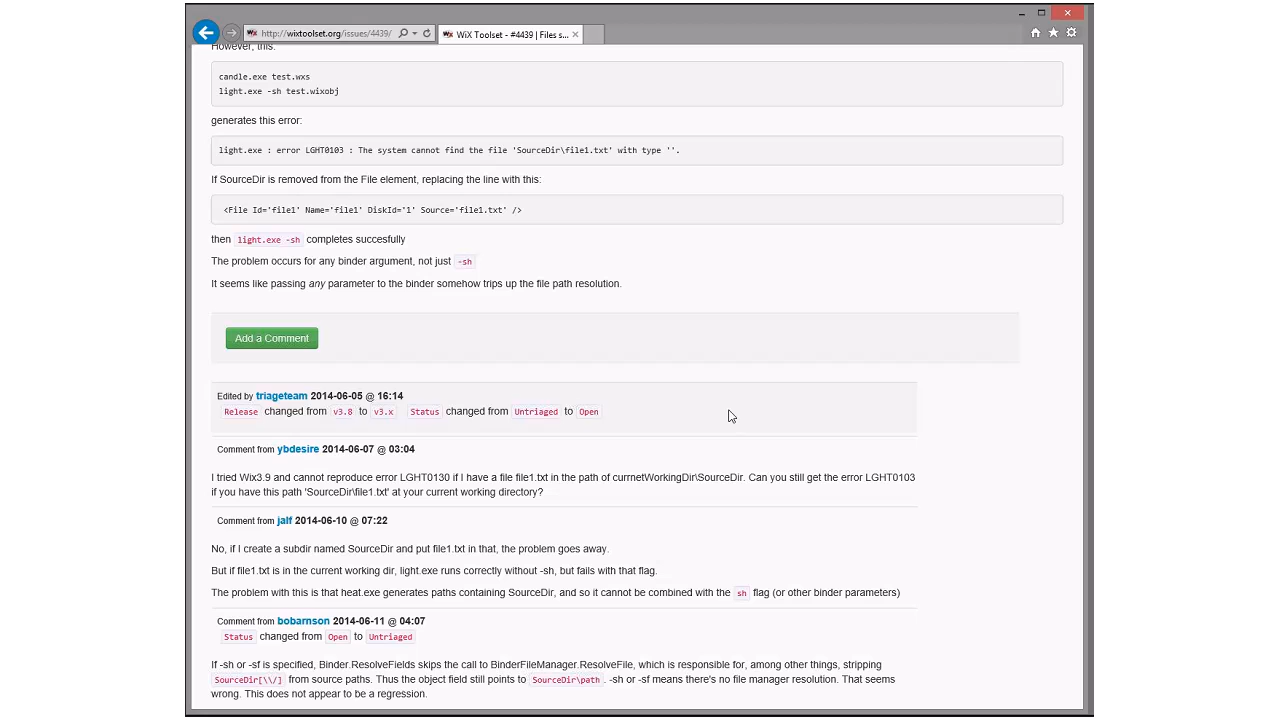 http://wixtoolset.org/issues/4439/
WiX Toolset - #4439 | Files s...
However, this:
candle.exe test.wxs
light.exe -sh test.wixobj
generates this error:
light.exe : error LGHT0103 : The system cannot find the file 'SourceDir\file1.txt' with type ''.
If SourceDir is removed from the File element, replacing the line with this:
<File Id='file1' Name='file1' DiskId='1' Source='file1.txt' />
then light.exe -sh completes succesfully
The problem occurs for any binder argument, not just -sh
It seems like passing any parameter to the binder somehow trips up the file path resolution.
Add a Comment
Edited by triageteam 2014-06-05 @ 16:14
Release changed from v3.8 to v3.x Status changed from Untriaged to Open
Comment from ybdesire 2014-06-07 @ 03:04
I tried Wix3.9 and cannot reproduce error LGHT0130 if I have a file file1.txt in the path of currnetWorkingDir\SourceDir. Can you still get the error LGHT0103
if you have this path 'SourceDir\file1.txt' at your current working directory?
Comment from jalf 2014-06-10 @ 07:22
No, if I create a subdir named SourceDir and put file1.txt in that, the problem goes away.
But if file1.txt is in the current working dir, light.exe runs correctly without -sh, but fails with that flag.
The problem with this is that heat.exe generates paths containing SourceDir, and so it cannot be combined with the sh flag (or other binder parameters)
Comment from bobarnson 2014-06-11 @ 04:07
Status changed from Open to Untriaged
If -sh or -sf is specified, Binder.ResolveFields skips the call to BinderFileManager.ResolveFile, which is responsible for, among other things, stripping
SourceDir[\\/] from source paths. Thus the object field still points to SourceDir\path. -sh or -sf means there's no file manager resolution. That seems
wrong. This does not appear to be a regression.